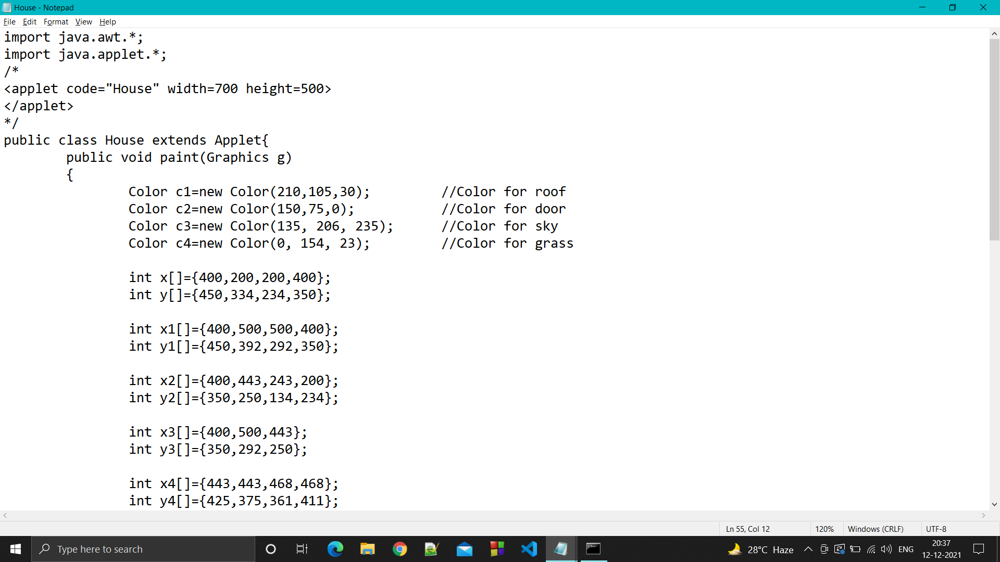 House - Notepad
File Edit Format View Help
import java.awt.*;
import java.applet.*;
/*
<applet code="House" width=700 height=500>
</applet>
*/
public class House extends Applet{
public void paint(Graphics g)
{
Color c1=new Color(210,105,30); //Color for roof
Color c2=new Color(150,75,0); //Color for door
Color c3=new Color(135, 206, 235); //Color for sky
Color c4=new Color(0, 154, 23); //Color for grass
int x[]={400,200,200,400};
int y[]={450,334,234,350};
int x1[]={400,500,500,400};
int y1[]={450,392,292,350};
int x2[]={400,443,243,200};
int y2[]={350,250,134,234};
int x3[]={400,500,443};
int y3[]={350,292,250};
int x4[]={443,443,468,468};
int y4[]={425,375,361,411};
Ln 55, Col 12 120% Windows (CRLF) UTF-8
Type here to search 28°C Haze ENG 20:37
12-12-2021